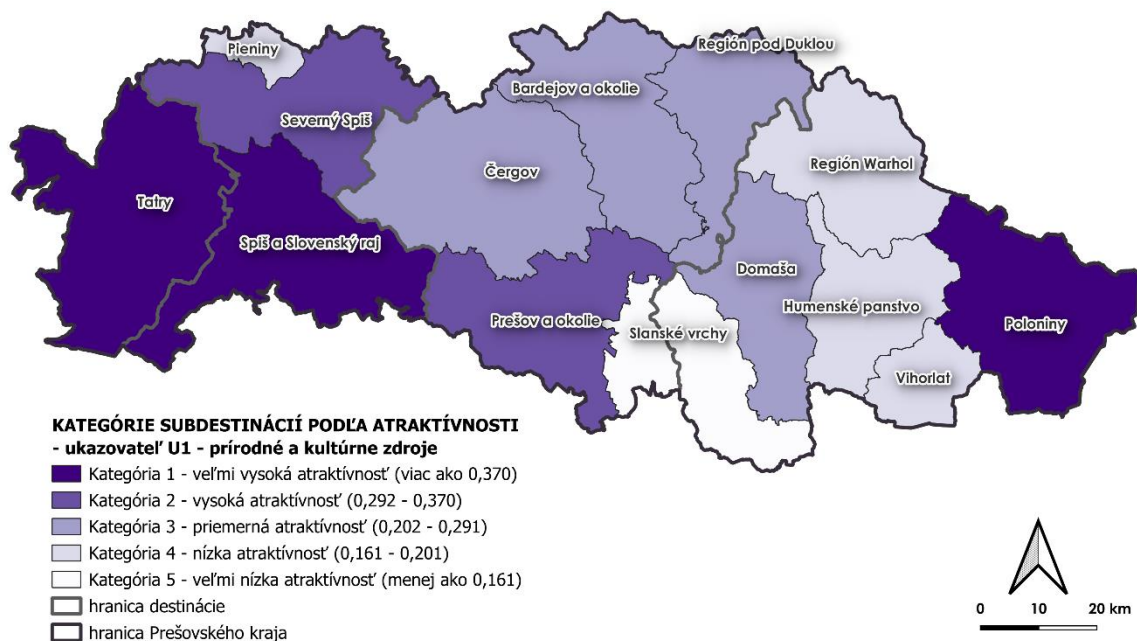 Pieniny
Región pod Duklou
Bardejov a okolie
Severný Spiš
Región Warhol
Čergov
Tatry
Spiš a Slovenský raj
Domaša
Humenské panstvo
Prešov a okolie
Slanské vrchy
Poloniny
Vihorlat
KATEGÓRIE SUBDESTINÁCIÍ PODĽA ATRAKTÍVNOSTI
- ukazovateľ U1 - prírodné a kultúrne zdroje
Kategória 1 - veľmi vysoká atraktívnosť (viac ako 0,370)
Kategória 2 - vysoká atraktívnosť (0,292 - 0,370)
Kategória 3 - priemerná atraktívnosť (0,202 - 0,291)
Kategória 4 - nízka atraktívnosť (0,161 - 0,201)
Kategória 5 - veľmi nízka atraktívnosť (menej ako 0,161)
hranica destinácie
hranica Prešovského kraja
0 10 20 km